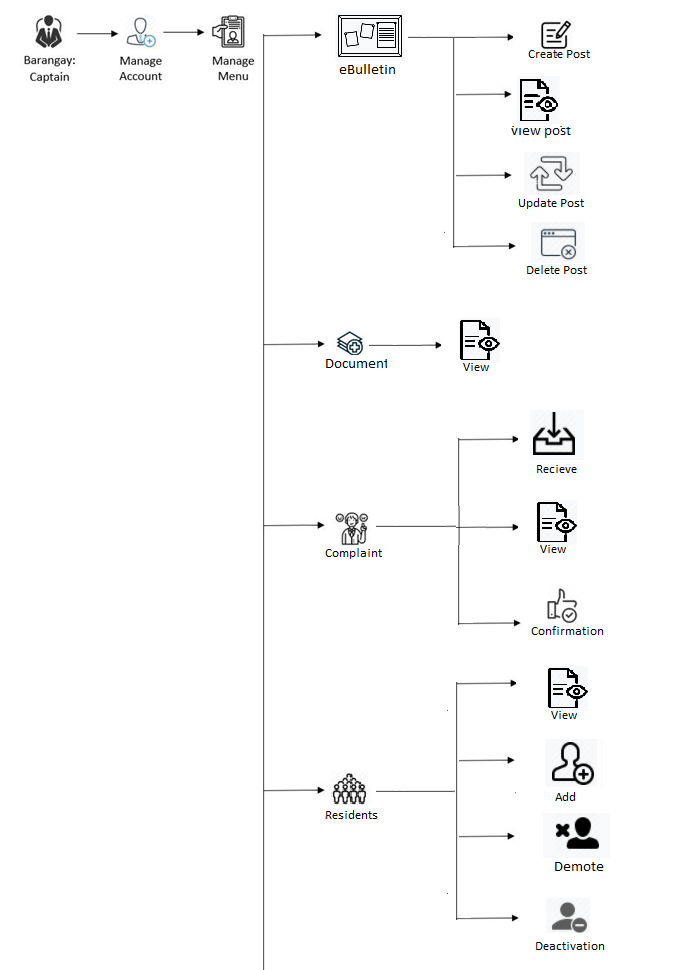 Barangay:
Captain
Manage
Account
Manage
Menu
eBulletin
Create Post
View post
Update Post
Delete Post
Document
View
Recieve
Complaint
View
Confirmation
View
Residents
Add
Demote
Deactivation